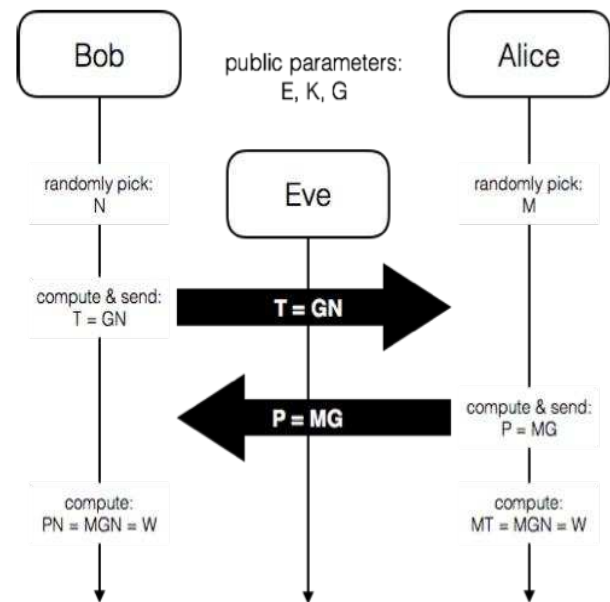 Bob
public parameters:
E, K, G
Alice
randomly pick:
N
Eve
randomly pick:
M
compute & send:
T = GN
T = GN
P = MG
compute & send:
P = MG
compute:
PN = MGN = W
compute:
MT = MGN = W